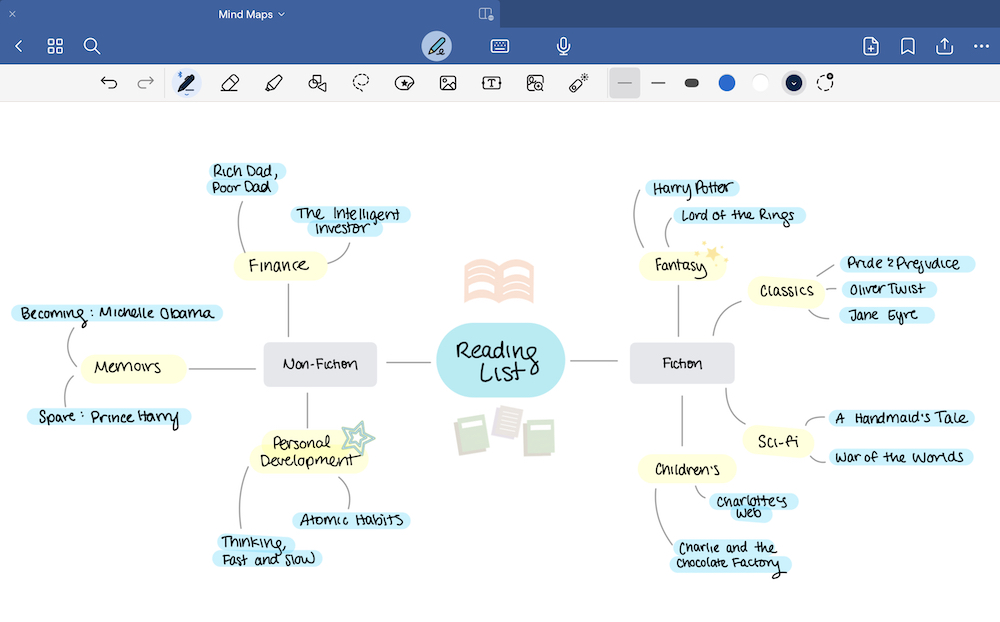 Mind Maps
Rich Dad,
Poor Dad
The Intelligent
Investor
Finance
Becoming: Michelle Obama
Memoirs
Spare: Prince Harry
Non-Fiction
Personal
Development
Atomic Habits
Thinking,
Fast and Slow
Reading
List
Harry Potter
Lord of the Rings
Fantasy
Classics
Pride & Prejudice
Oliver Twist
Jane Eyre
Fiction
Sci-fi
A Handmaid's Tale
War of the Worlds
Children's
Charlottes
Web
Charlie and the
Chocolate Factory